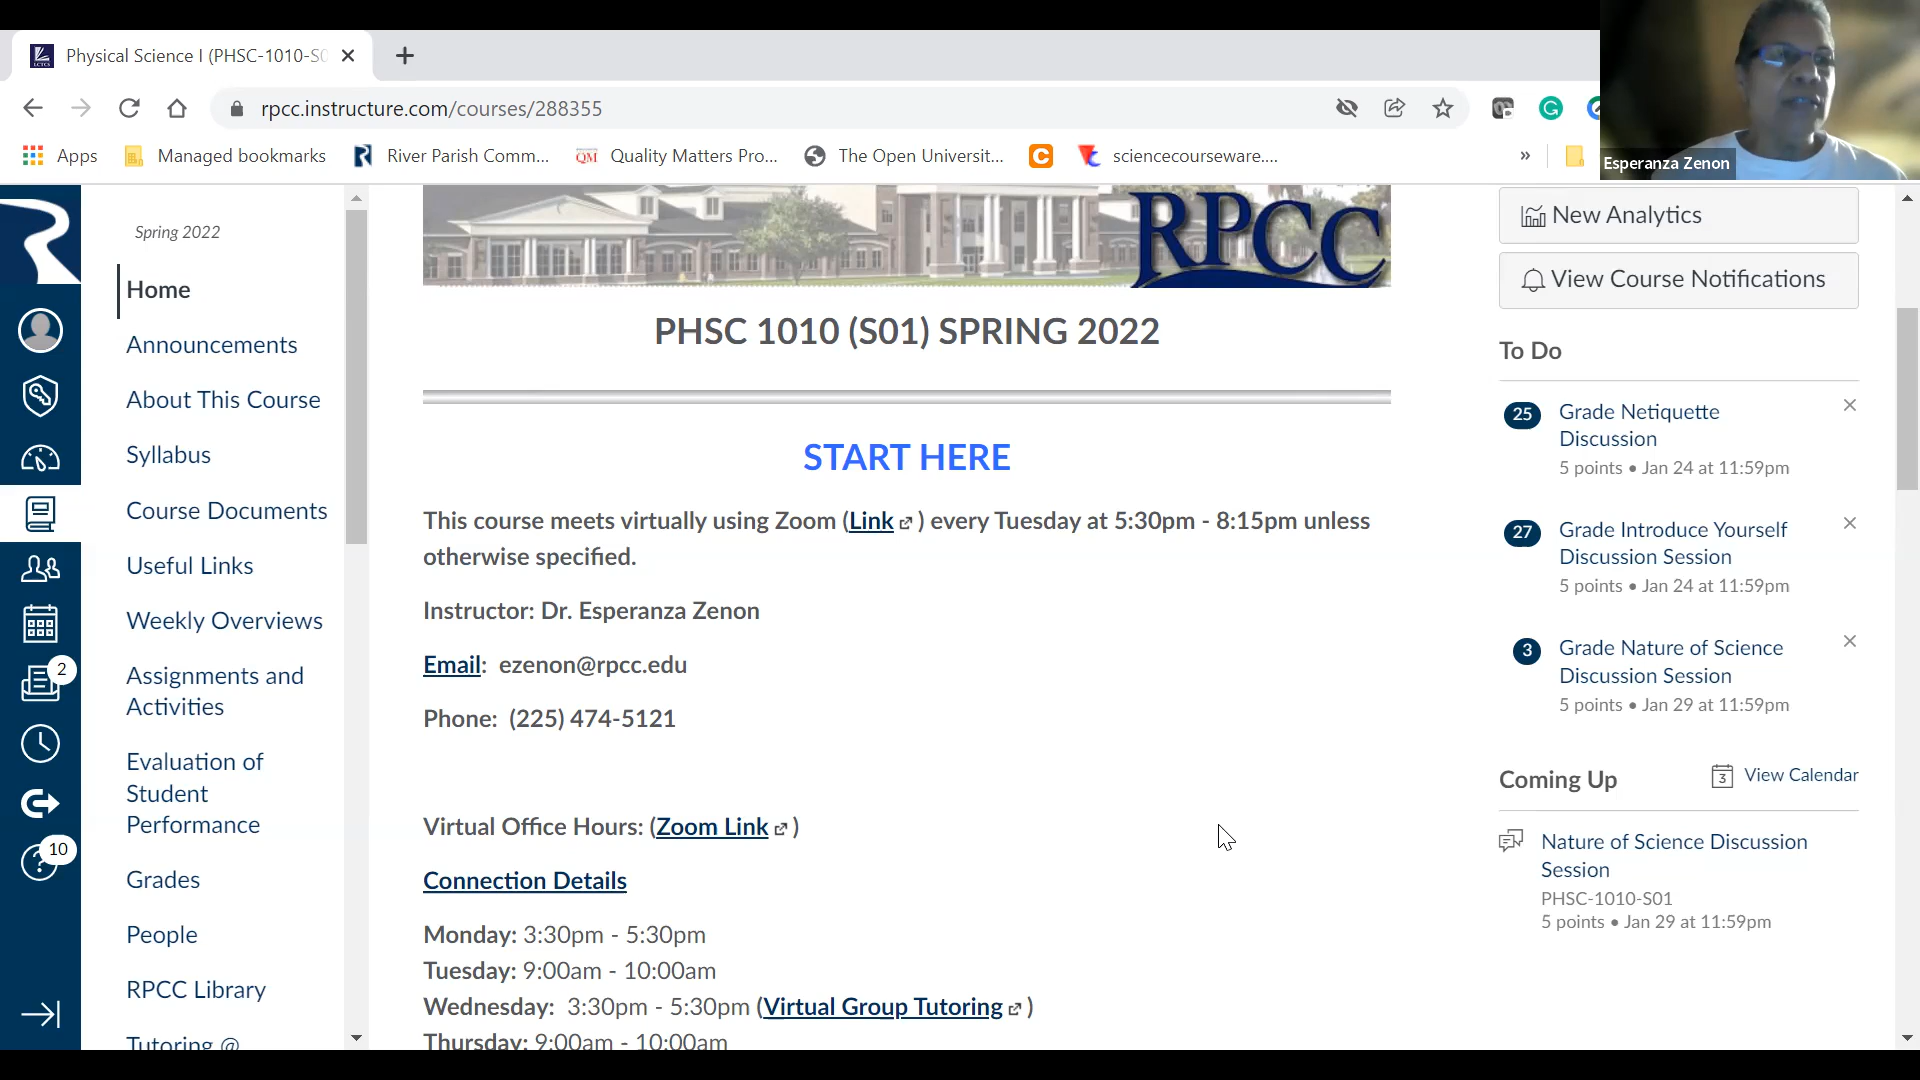 Physical Science I (PHSC-1010-S0
rpcc.instructure.com/courses/288355
Apps
Managed bookmarks
River Parish Comm...
QM
Quality Matters Pro...
The Open Universit...
sciencecourseware....
»
Esperanza Zenon
Spring 2022
Home
Announcements
About This Course
Syllabus
Course Documents
Useful Links
Weekly Overviews
Assignments and
Activities
Evaluation of
Student
Performance
Grades
People
RPCC Library
Tutoring @
2
10
RPCC
PHSC 1010 (S01) SPRING 2022
START HERE
This course meets virtually using Zoom (Link ) every Tuesday at 5:30pm - 8:15pm unless
otherwise specified.
Instructor: Dr. Esperanza Zenon
Email: ezenon@rpcc.edu
Phone: (225) 474-5121
Virtual Office Hours: (Zoom Link )
Connection Details
Monday: 3:30pm - 5:30pm
Tuesday: 9:00am - 10:00am
Wednesday: 3:30pm - 5:30pm (Virtual Group Tutoring )
Thursday: 9:00am - 10:00am
New Analytics
View Course Notifications
To Do
25
Grade Netiquette
Discussion
5 points • Jan 24 at 11:59pm
27
Grade Introduce Yourself
Discussion Session
5 points • Jan 24 at 11:59pm
3
Grade Nature of Science
Discussion Session
5 points • Jan 29 at 11:59pm
Coming Up
3 View Calendar
Nature of Science Discussion
Session
PHSC-1010-S01
5 points • Jan 29 at 11:59pm